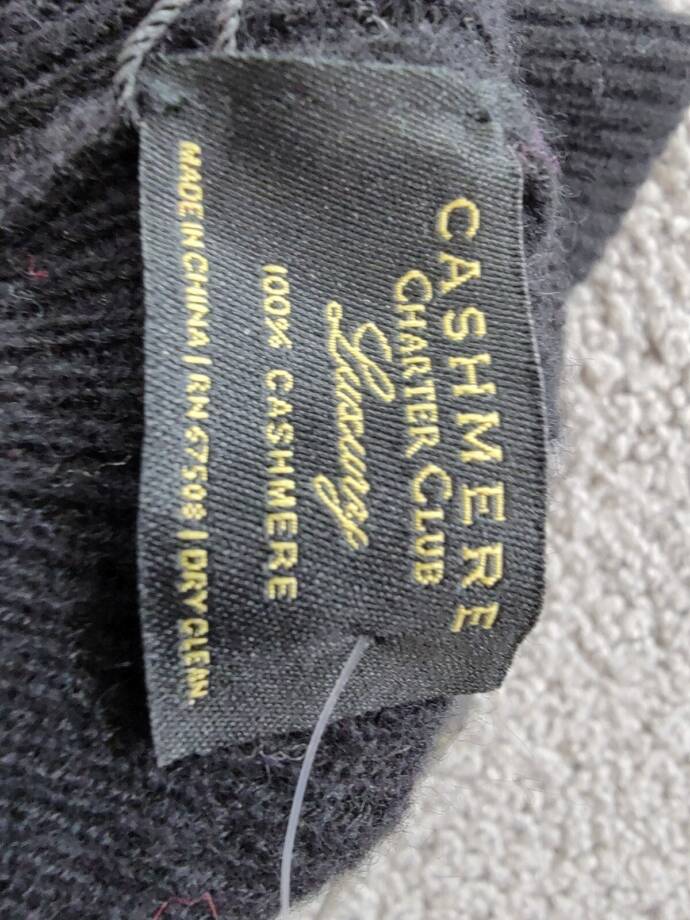 CASHMERE
CHARTER CLUB
Luxury
100% CASHMERE
MADE IN CHINA | RN 67508 | DRY CLEAN.